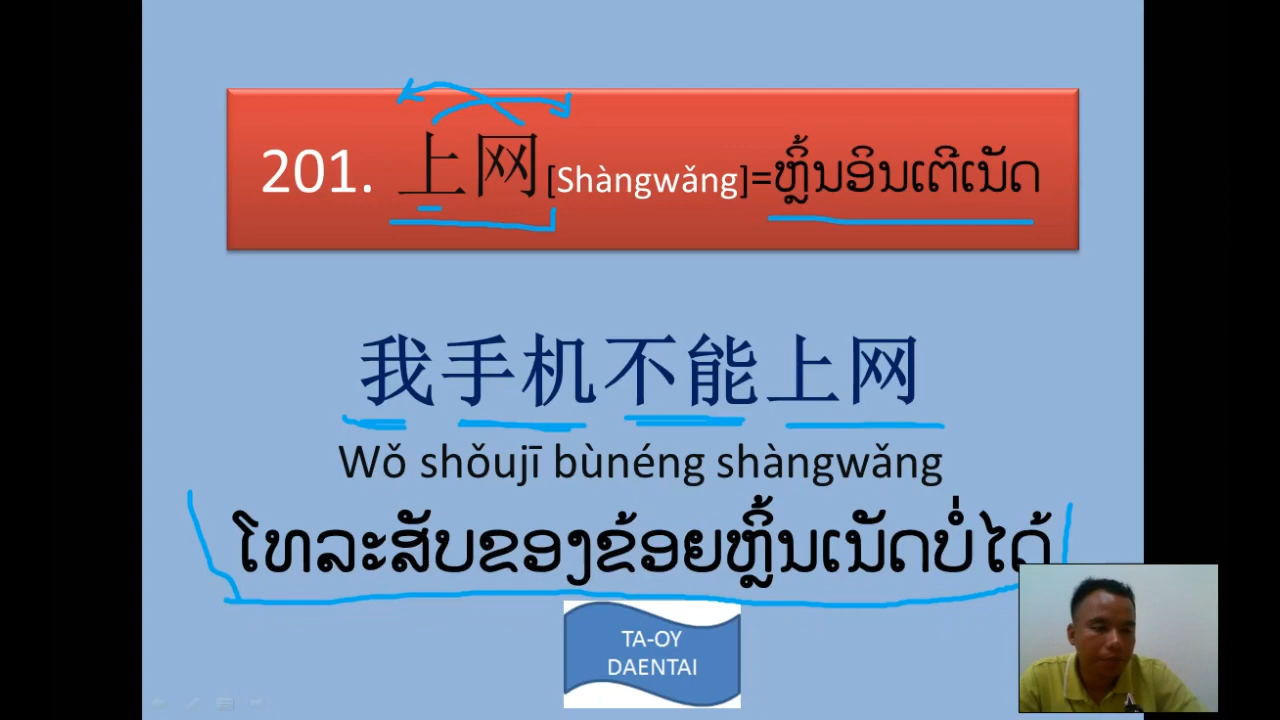 201. 上网[Shàngwǎng]=ຫຼິ້ນອິນເຕີເນັດ
我手机不能上网
Wǒ shǒujī bùnéng shàngwǎng
ໂທລະສັບຂອງຂ້ອຍຫຼິ້ນເນັດບໍ່ໄດ້
TA-OY
DAENTAI